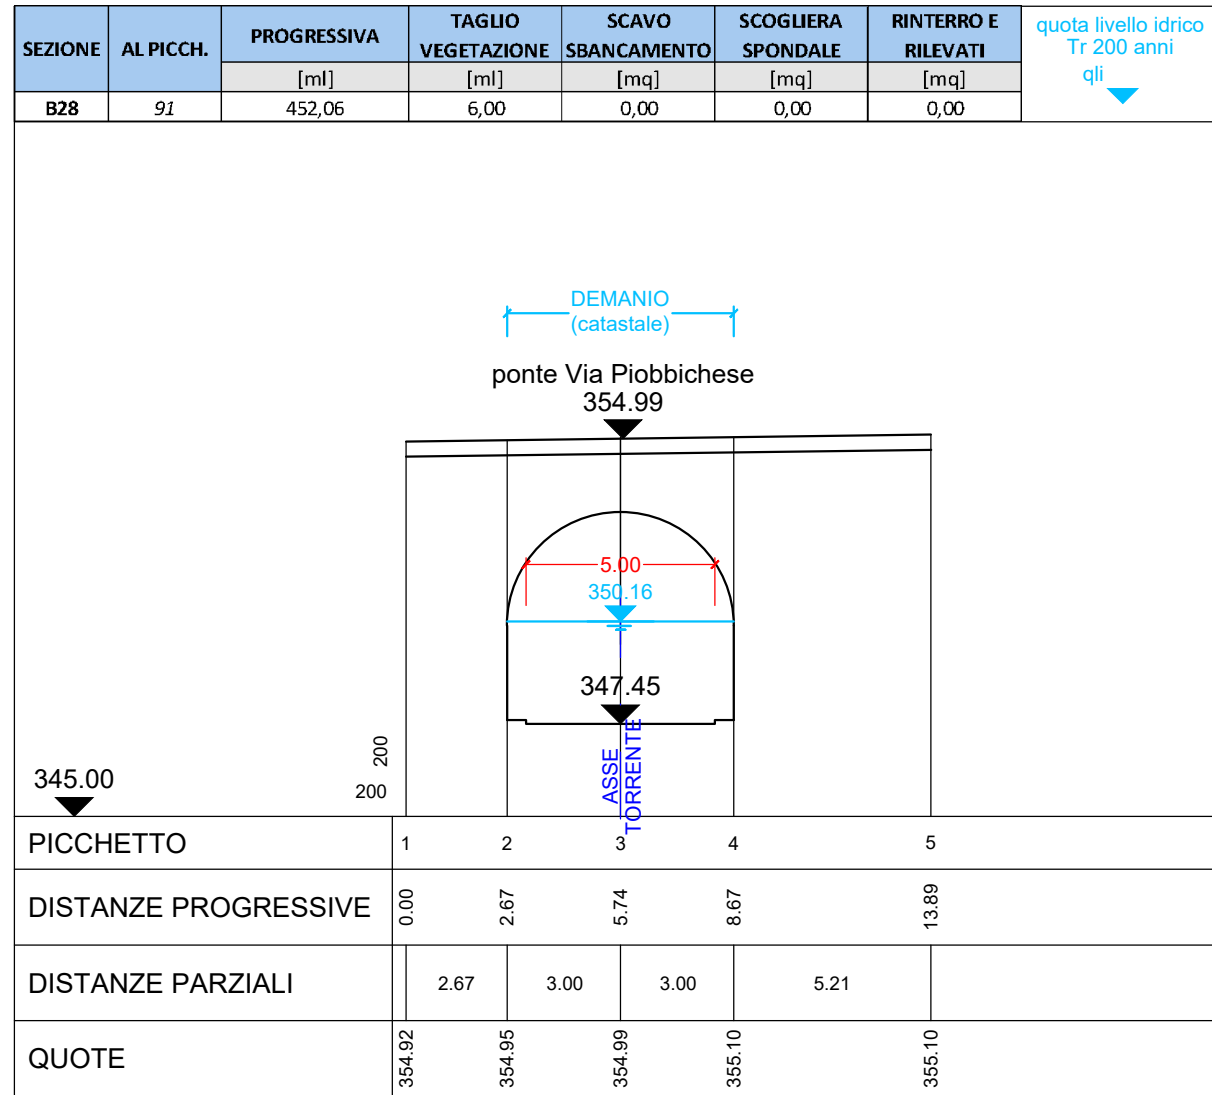 SEZIONE AL PICCH. PROGRESSIVA TAGLIO VEGETAZIONE SCAVO SBANCAMENTO SCOGLIERA SPONDALE RINTERRO E RILEVATI
[ml] [ml] [mq] [mq] [mq]
B28 91 452,06 6,00 0,00 0,00 0,00
quota livello idrico
Tr 200 anni
qli
DEMANIO
(catastale)
ponte Via Piobbichese
354.99
5.00
350.16
347.45
ASSE
TORRENTE
200
200
345.00
PICCHETTO 1 2 3 4 5
DISTANZE PROGRESSIVE 0.00 2.67 5.74 8.67 13.89
DISTANZE PARZIALI 2.67 3.00 3.00 5.21
QUOTE 354.92 354.95 354.99 355.10 355.10